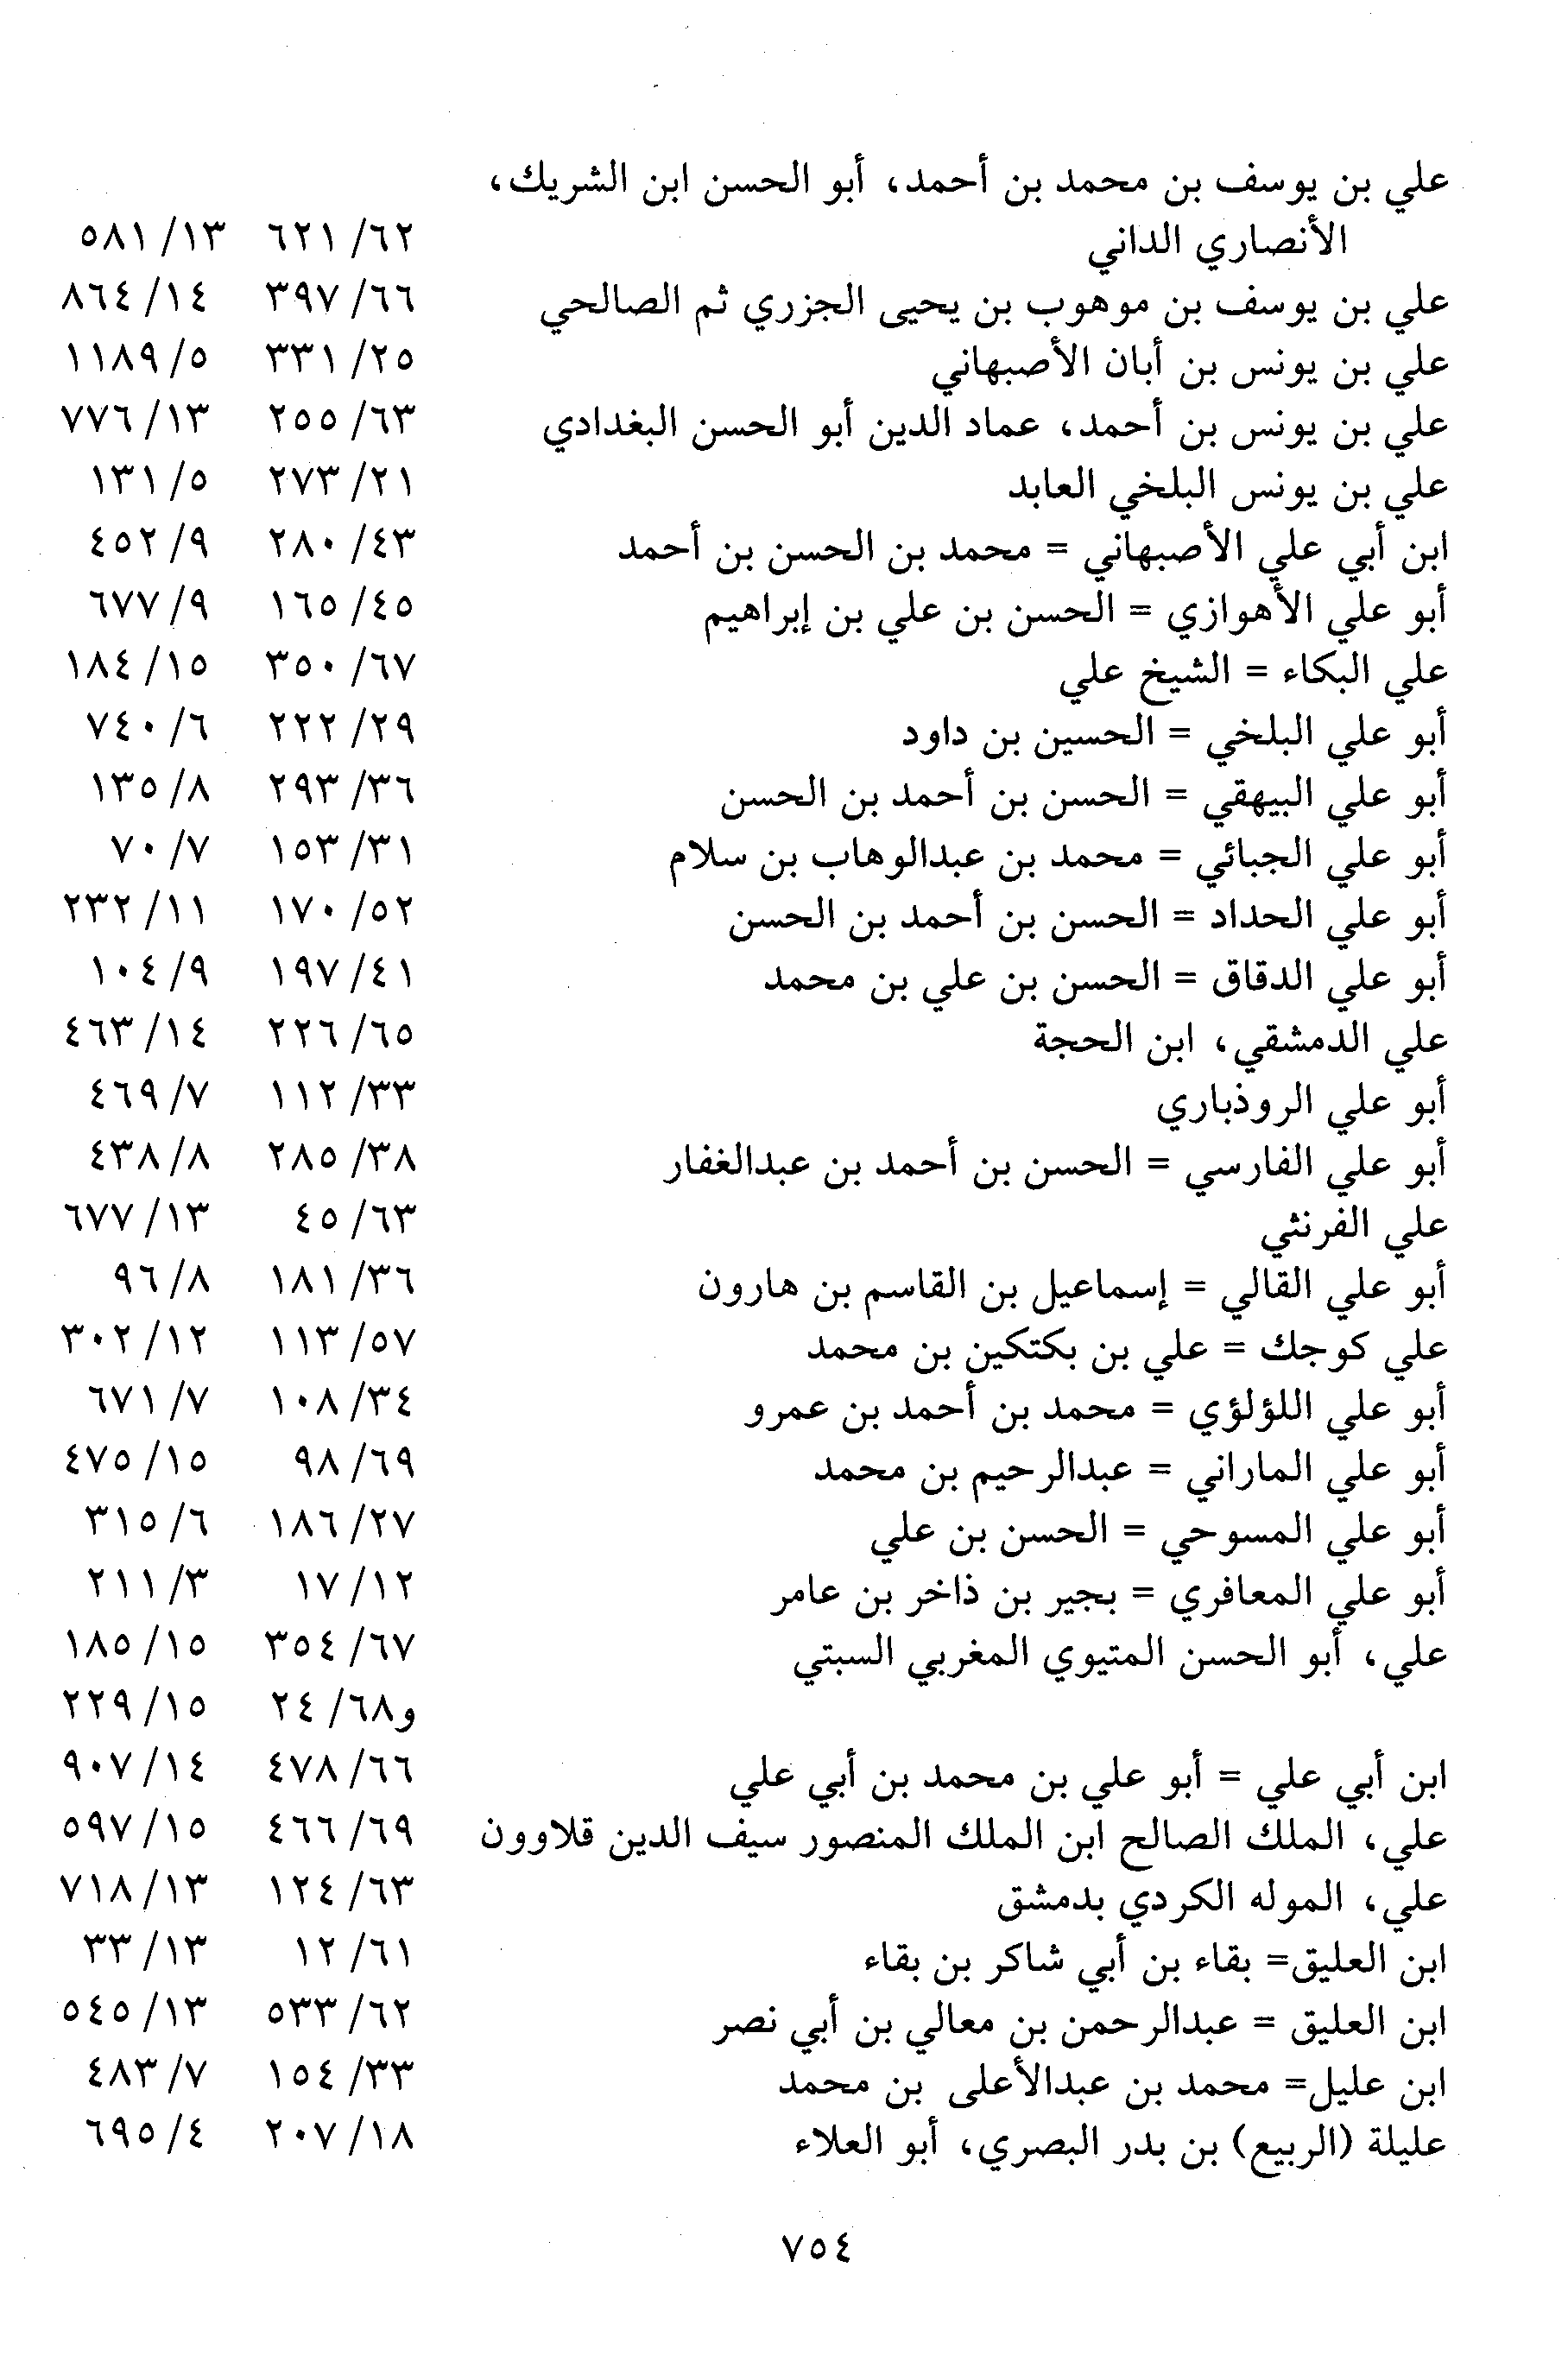 علي بن يوسف بن محمد بن أحمد، أبو الحسن ابن الشريك،
الأنصاري الداني ٦٢/ ٦٢١ ١٣/ ٥٨١
علي بن يوسف بن موهوب بن يحيى الجزري ثم الصالحي ٦٦/ ٣٩٧ ١٤/ ٨٦٤
علي بن يونس بن أبان الأصبهاني ٢٥/ ٣٣١ ٥/ ١١٨٩
علي بن يونس بن أحمد، عماد الدين أبو الحسن البغدادي ٦٣/ ٢٥٥ ١٣/ ٧٧٦
علي بن يونس البلخي العابد ٢١/ ٢٧٣ ٥/ ١٣١
ابن أبي علي الأصبهاني = محمد بن الحسن بن أحمد ٤٣/ ٢٨٠ ٩/ ٤٥٢
أبو علي الأهوازي = الحسن بن علي بن إبراهيم ٤٥/ ١٦٥ ٩/ ٦٧٧
علي البكاء = الشيخ علي ٦٧/ ٣٥٠ ١٥/ ١٨٤
أبو علي البلخي = الحسين بن داود ٢٩/ ٢٢٢ ٦/ ٧٤٠
أبو علي البيهقي = الحسن بن أحمد بن الحسن ٣٦/ ٢٩٣ ٨/ ١٣٥
أبو علي الجبائي = محمد بن عبدالوهاب بن سلام ٣١/ ١٥٣ ٧/ ٧٠
أبو علي الحداد = الحسن بن أحمد بن الحسن ٥٢/ ١٧٠ ١١/ ٢٣٢
أبو علي الدقاق = الحسن بن علي بن محمد ٤١/ ١٩٧ ٩/ ١٠٤
علي الدمشقي، ابن الحجة ٦٥/ ٢٢٦ ١٤/ ٤٦٣
أبو علي الروذباري ٣٣/ ١١٢ ٧/ ٤٦٩
أبو علي الفارسي = الحسن بن أحمد بن عبدالغفار ٣٨/ ٢٨٥ ٨/ ٤٣٨
علي الفرنثي ٦٣/ ٤٥ ١٣/ ٦٧٧
أبو علي القالي = إسماعيل بن القاسم بن هارون ٣٦/ ١٨١ ٨/ ٩٦
علي كوجك = علي بن بكتكين بن محمد ٥٧/ ١١٣ ١٢/ ٣٠٢
أبو علي اللؤلؤي = محمد بن أحمد بن عمرو ٣٤/ ١٠٨ ٧/ ٦٧١
أبو علي الماراني = عبدالرحيم بن محمد ٦٩/ ٩٨ ١٥/ ٤٧٥
أبو علي المسوحي = الحسن بن علي ٢٧/ ١٨٦ ٦/ ٣١٥
أبو علي المعافري = بجير بن ذاخر بن عامر ١٢/ ١٧ ٣/ ٢١١
علي، أبو الحسن المتيوي المغربي السبتي ٦٧/ ٣٥٤ ١٥/ ١٨٥
و٦٨/ ٢٤ ١٥/ ٢٢٩
ابن أبي علي = أبو علي بن محمد بن أبي علي ٦٦/ ٤٧٨ ١٤/ ٩٠٧
علي، الملك الصالح ابن الملك المنصور سيف الدين قلاوون ٦٩/ ٤٦٦ ١٥/ ٥٩٧
علي، الموله الكردي بدمشق ٦٣/ ١٢٤ ١٣/ ٧١٨
ابن العليق= بقاء بن أبي شاكر بن بقاء ٦١/ ١٢ ١٣/ ٣٣
ابن العليق = عبدالرحمن بن معالي بن أبي نصر ٦٢/ ٥٣٣ ١٣/ ٥٤٥
ابن عليل= محمد بن عبدالأعلى بن محمد ٣٣/ ١٥٤ ٧/ ٤٨٣
عليلة (الربيع) بن بدر البصري، أبو العلاء ١٨/ ٢٠٧ ٤/ ٦٩٥
٧٥٤